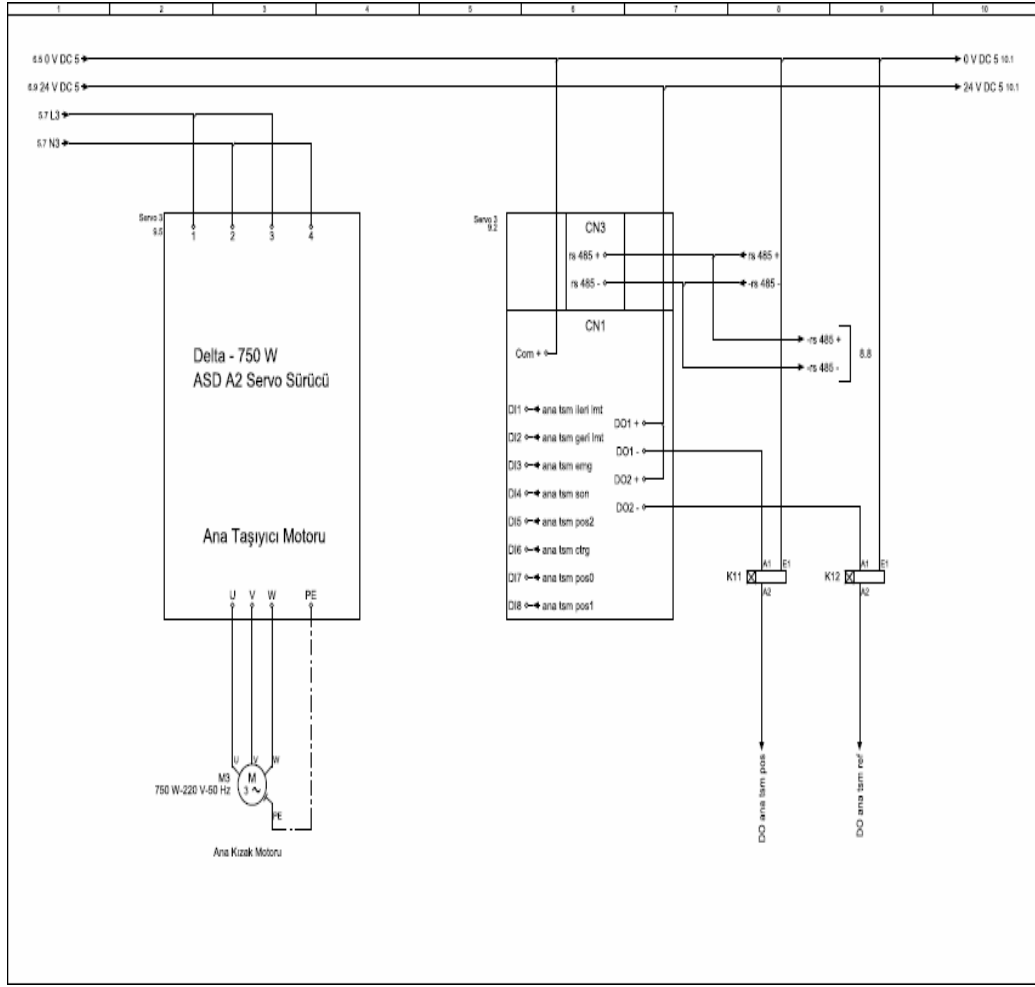 1 2 3 4 5 6 7 8 9 10
6.5 0 V DC 5
0 V DC 5 10.1
6.9 24 V DC 5
24 V DC 5 10.1
5.7 L3
5.7 N3
Servo 3
9.5
1 2 3 4
Delta - 750 W
ASD A2 Servo Sürücü
Ana Taşıyıcı Motoru
U V W PE
U V W
M3
750 W-220 V-50 Hz
M
3 ~
PE
Ana Kızak Motoru
Servo 3
9.2
CN3
rs 485 +
rs 485 -
rs 485 +
-rs 485 -
-rs 485 +
-rs 485 -
8.8
CN1
Com +
DI1 ana tsm ileri lmt
DI2 ana tsm geri lmt
DI3 ana tsm emg
DI4 ana tsm son
DI5 ana tsm pos2
DI6 ana tsm ctrg
DI7 ana tsm pos0
DI8 ana tsm pos1
DO1 +
DO1 -
DO2 +
DO2 -
K11 A1 E1
A2
K12 A1 E1
A2
DO ana tsm pos
DO ana tsm ref